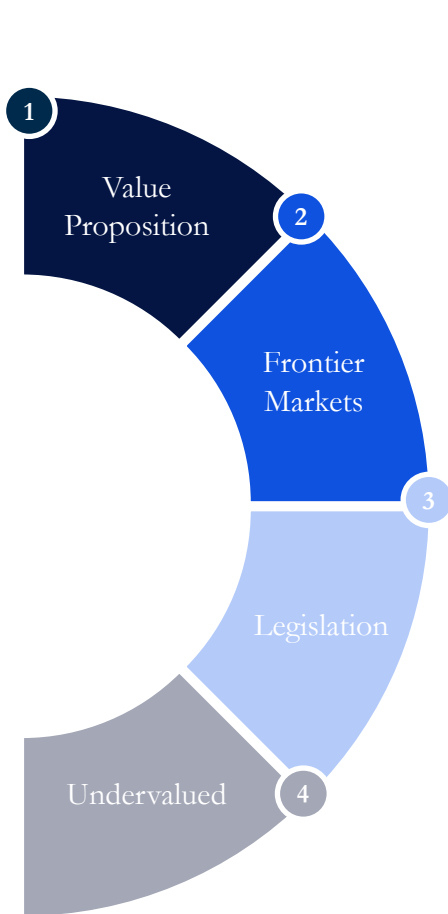 1
Value
Proposition
2
Frontier
Markets
3
Legislation
4
Undervalued